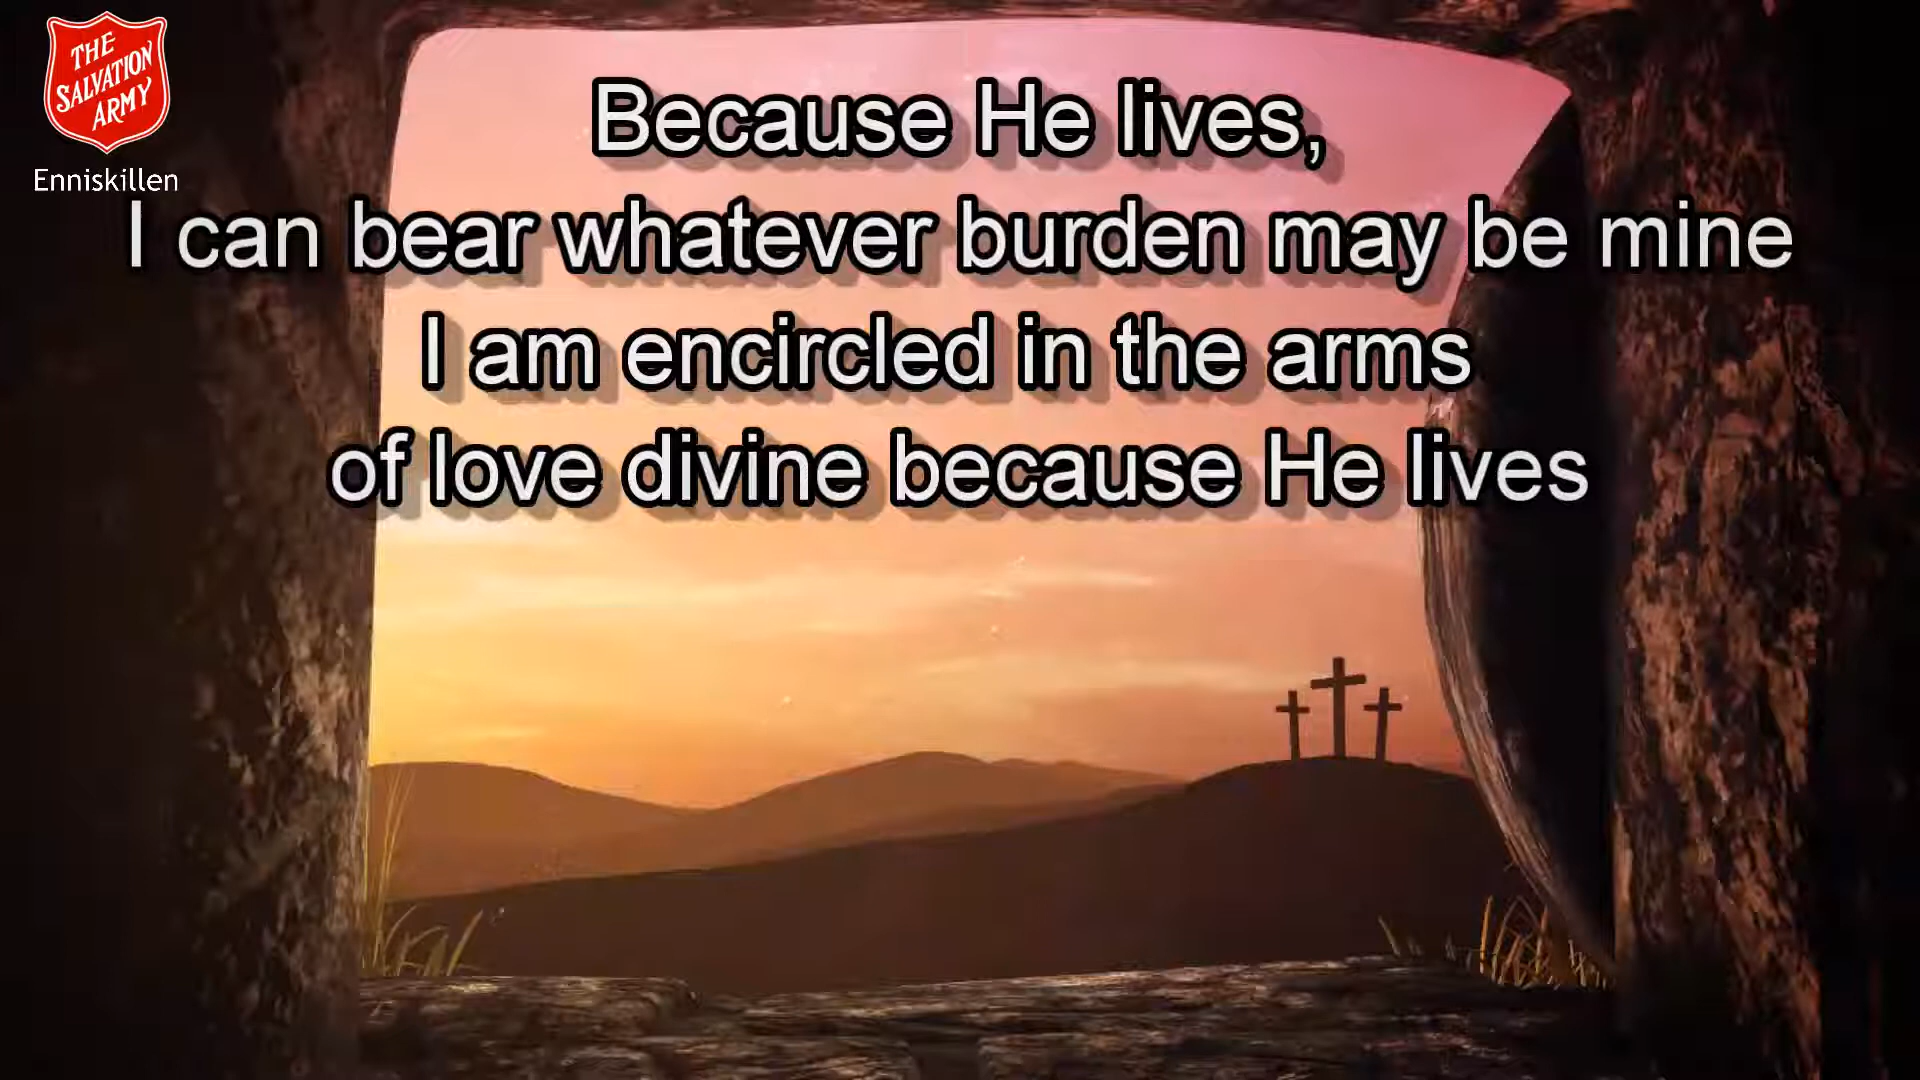 THE
SALVATION
ARMY
Enniskillen
Because He lives,
I can bear whatever burden may be mine
I am encircled in the arms
of love divine because He lives